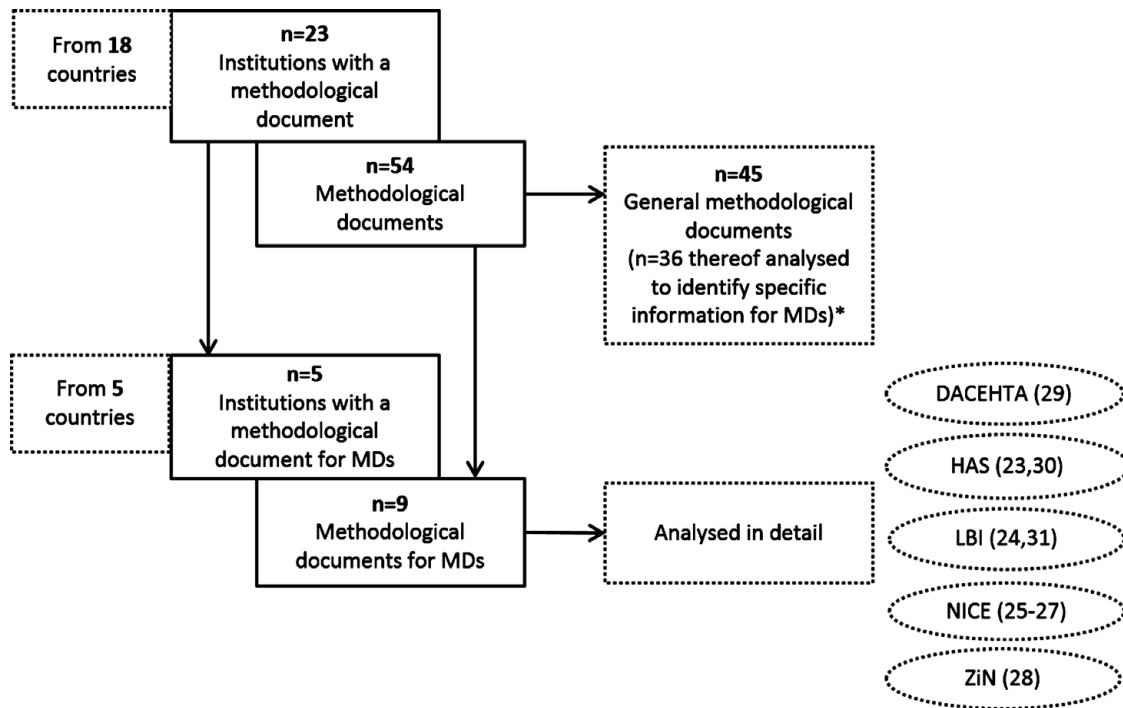 From 18
countries
n=23
Institutions with a
methodological
document
n=54
Methodological
documents
n=45
General methodological
documents
(n=36 thereof analysed
to identify specific
information for MDs)*
From 5
countries
n=5
Institutions with a
methodological
document for MDs
n=9
Methodological
documents for MDs
Analysed in detail
DACEHTA (29)
HAS (23,30)
LBI (24,31)
NICE (25-27)
ZiN (28)